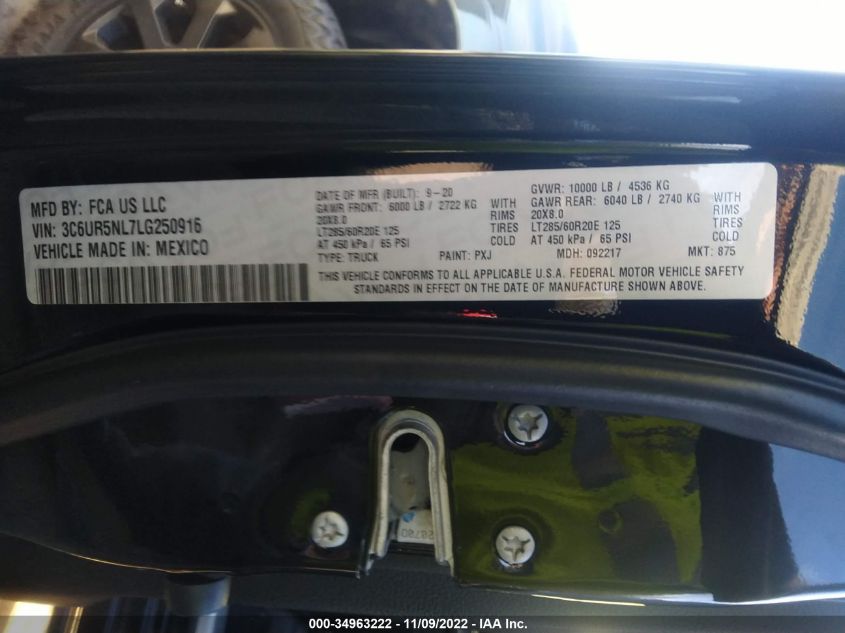 MFD BY: FCA US LLC
VIN: 3C6UR5NL7LG250916
VEHICLE MADE IN: MEXICO
DATE OF MFR (BUILT): 9-20
GAWR FRONT: 6000 LB / 2722 KG WITH
20X8.0 RIMS
LT285/60R20E 125 TIRES
AT 450 kPa / 65 PSI COLD
TYPE: TRUCK PAINT: PXJ
GVWR: 10000 LB / 4536 KG
GAWR REAR: 6040 LB / 2740 KG WITH
20X8.0 RIMS
LT285/60R20E 125 TIRES
AT 450 kPa / 65 PSI COLD
MDH: 092217 MKT: 875
THIS VEHICLE CONFORMS TO ALL APPLICABLE U.S.A. FEDERAL MOTOR VEHICLE SAFETY
STANDARDS IN EFFECT ON THE DATE OF MANUFACTURE SHOWN ABOVE.
000-34963222 - 11/09/2022 - IAA Inc.